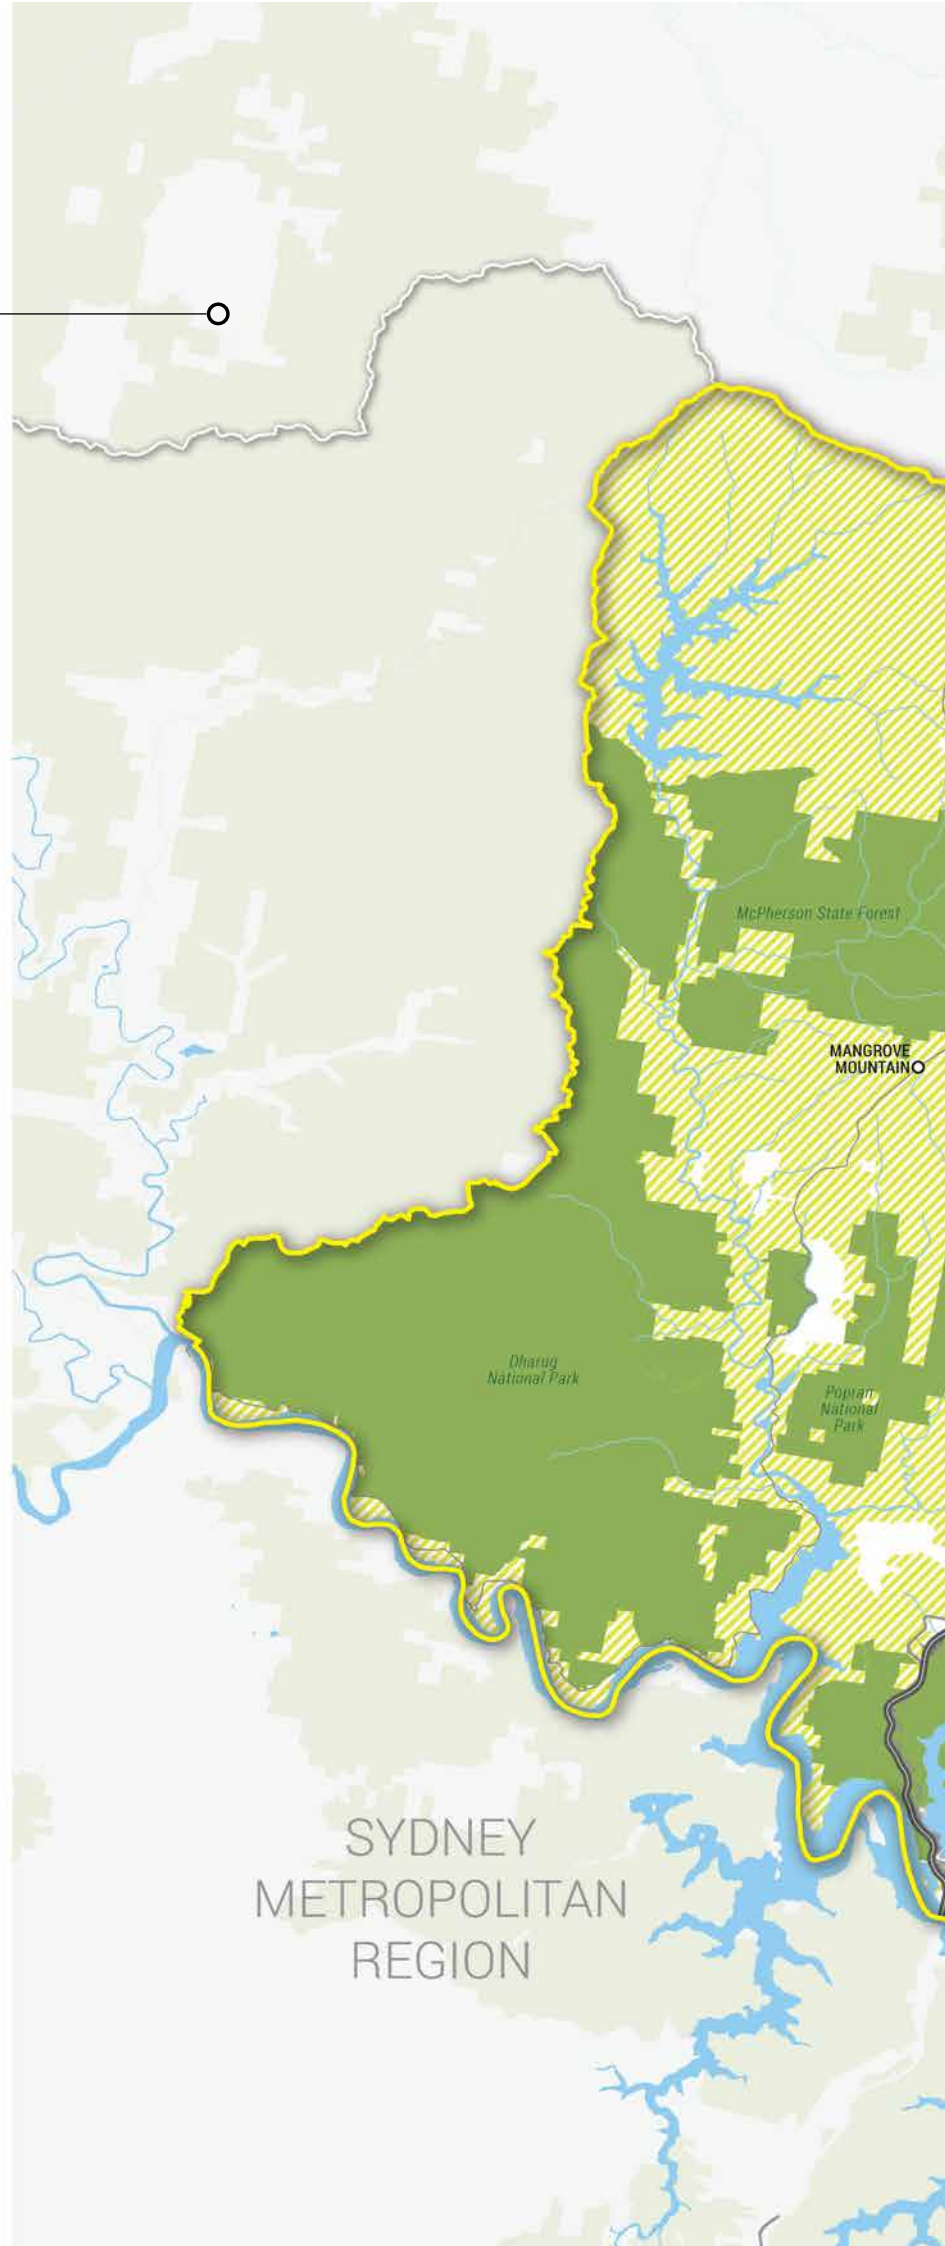 McPherson State Forest
MANGROVE
MOUNTAIN
Dharug
National Park
Popran
National
Park
SYDNEY
METROPOLITAN
REGION